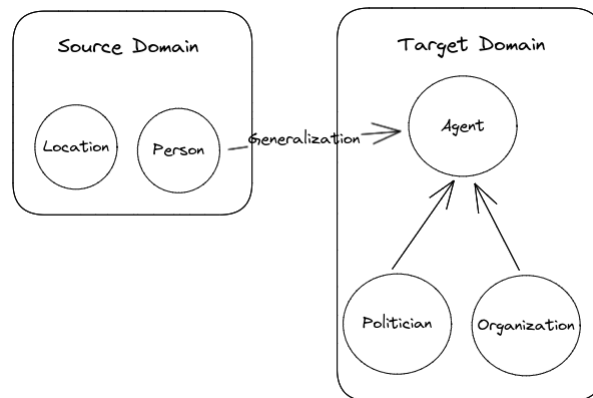 Source Domain
Target Domain
Location
Person
Generalization
Agent
Politician
Organization